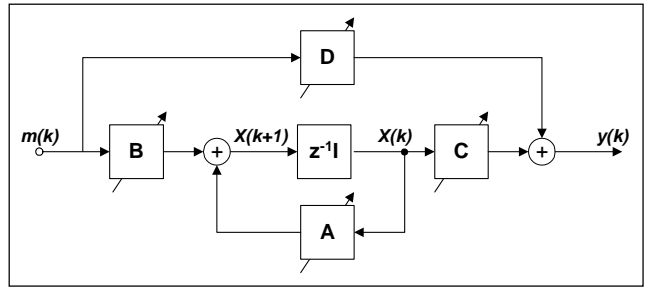 D
m(k)
B
+
X(k+1)
z⁻¹I
X(k)
C
+
y(k)
A